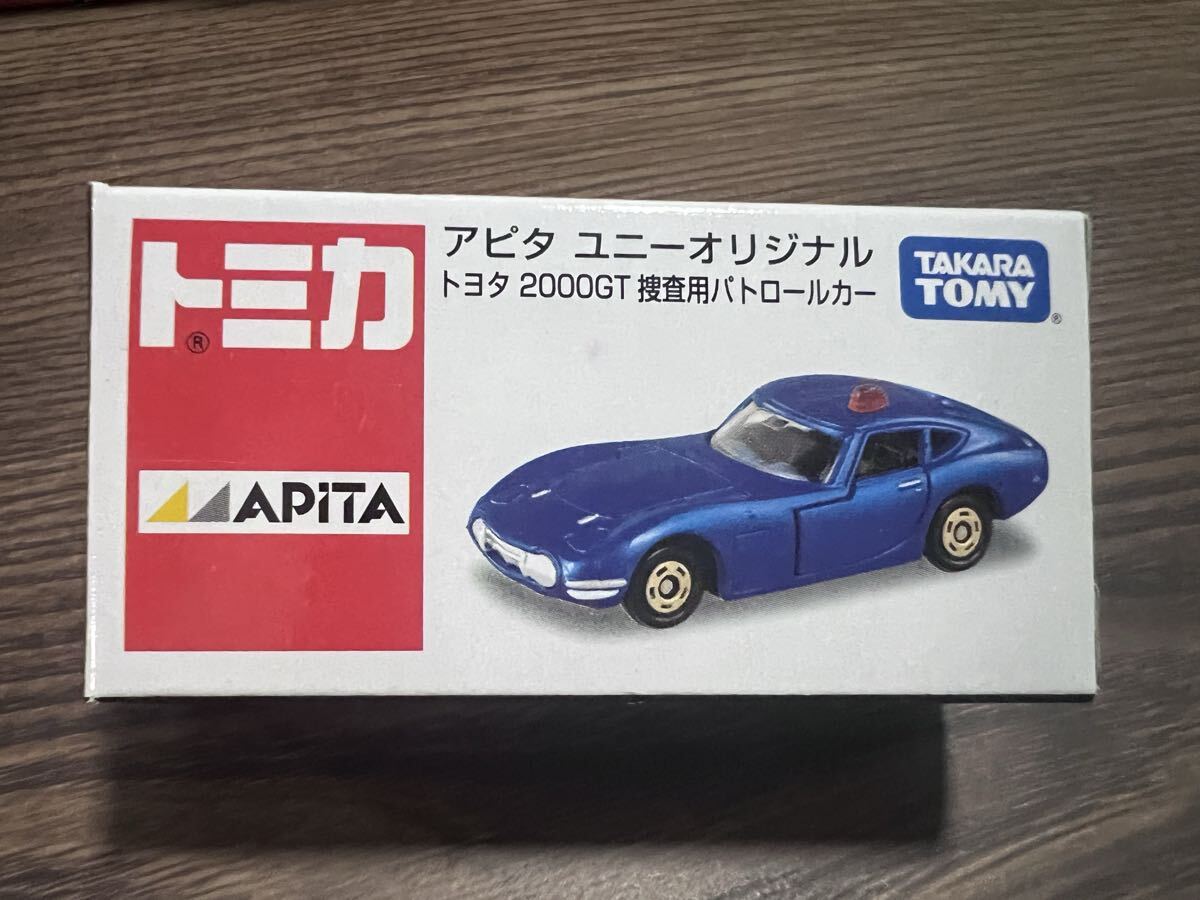 トミカ
®
APiTA
アピタ ユニーオリジナル
トヨタ 2000GT 捜査用パトロールカー
TAKARA
TOMY
®